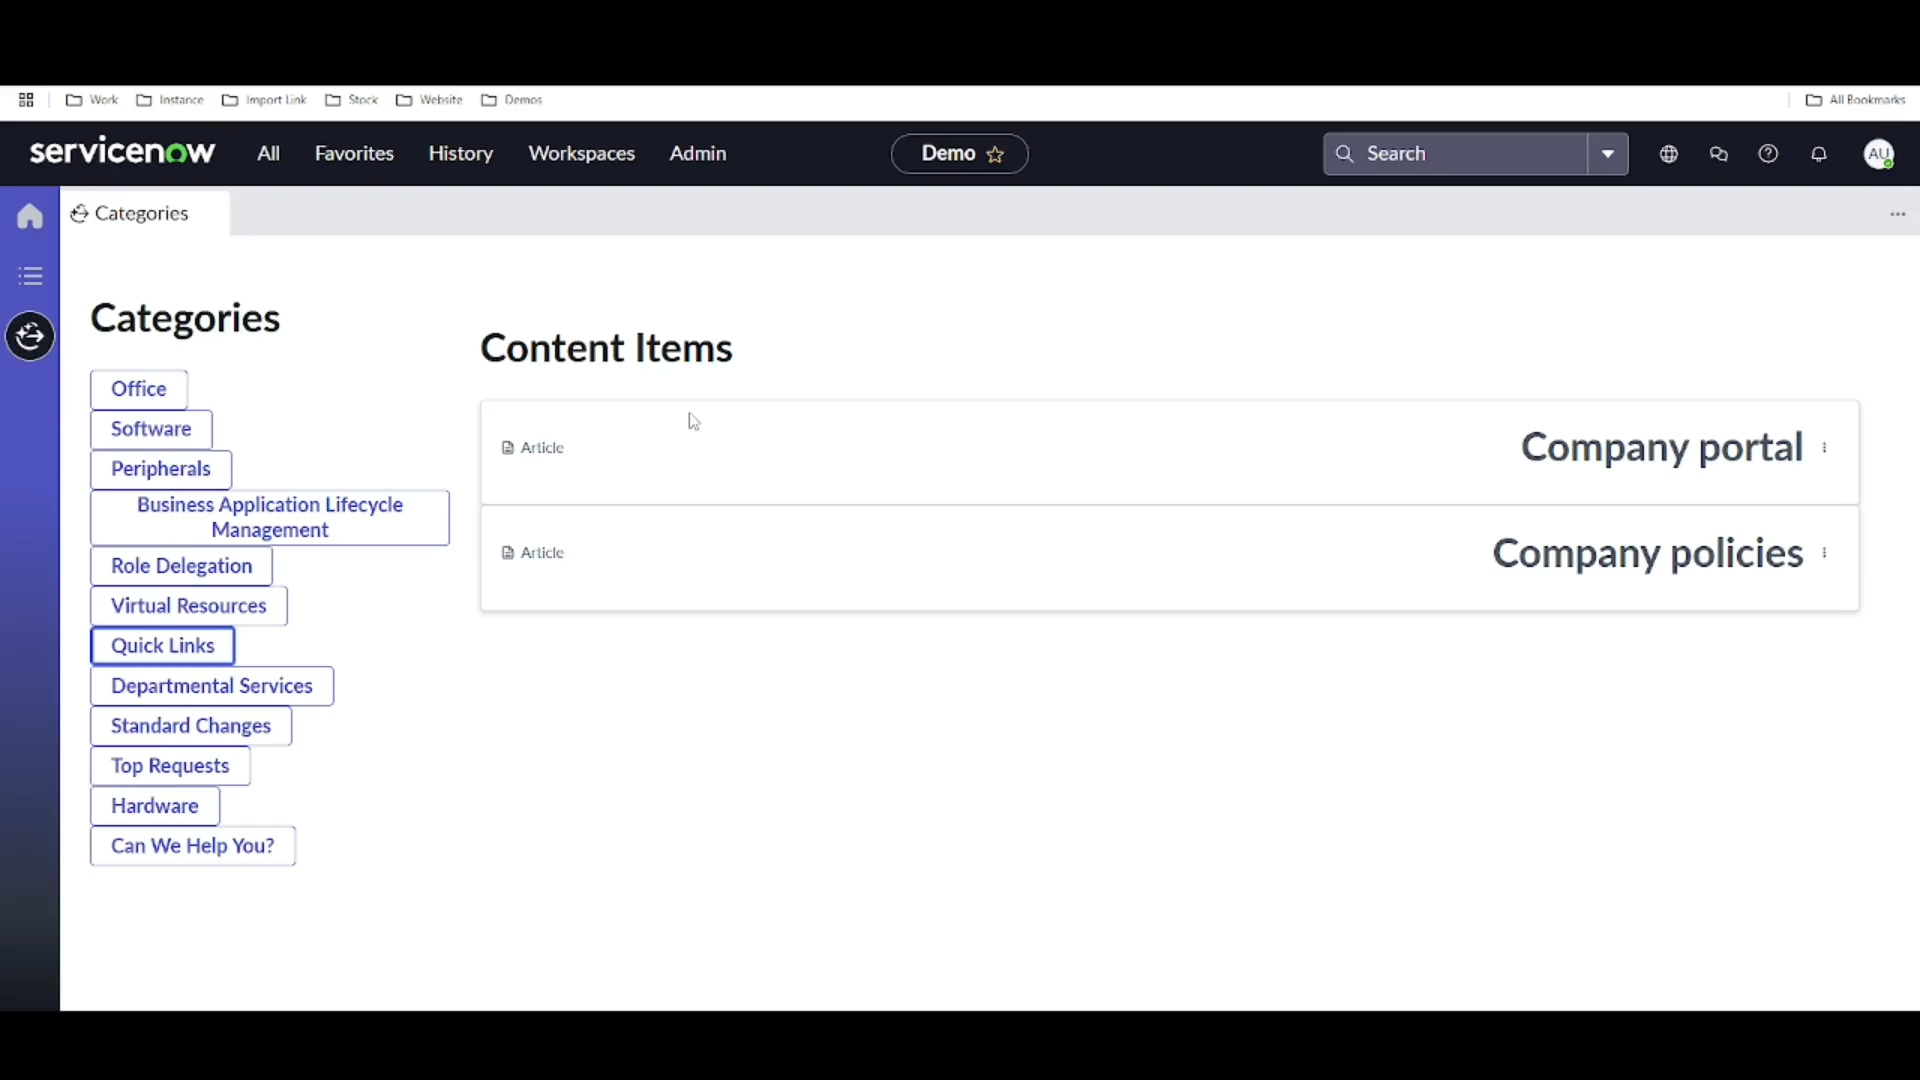 Work Instance Import Link Stock Website Demos All Bookmarks
servicenow All Favorites History Workspaces Admin Demo Search AU
Categories
Categories
Content Items
Office
Software
Peripherals
Business Application Lifecycle
Management
Role Delegation
Virtual Resources
Quick Links
Departmental Services
Standard Changes
Top Requests
Hardware
Can We Help You?
Article Company portal
Article Company policies